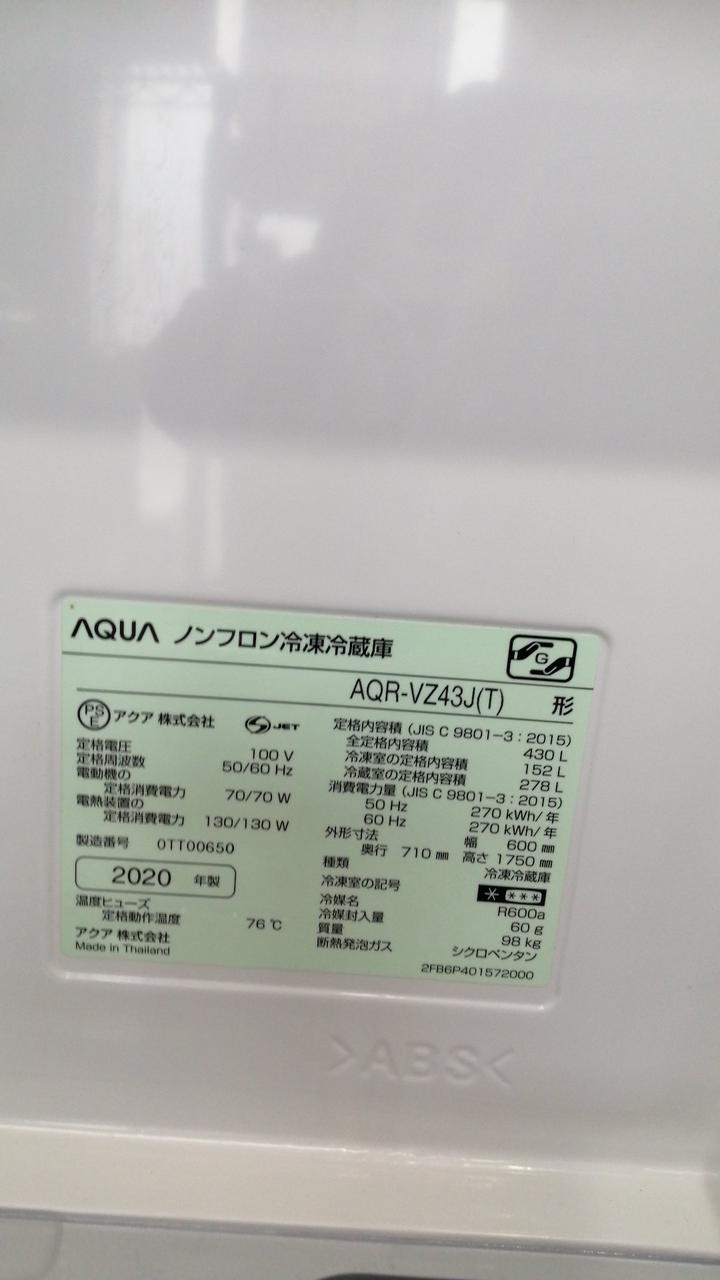 AQUA ノンフロン冷凍冷蔵庫
G
AQR-VZ43J(T) 形
PSE アクア 株式会社 S JET
定格電圧 100 V
定格周波数 50/60 Hz
電動機の
定格消費電力 70/70 W
電熱装置の
定格消費電力 130/130 W
製造番号 0TT00650
2020 年製
温度ヒューズ
定格動作温度 76 ℃
アクア 株式会社
Made in Thailand
定格内容積 (JIS C 9801-3 : 2015)
全定格内容積 430 L
冷凍室の定格内容積 152 L
冷蔵室の定格内容積 278 L
消費電力量 (JIS C 9801-3 : 2015)
50 Hz 270 kWh/年
60 Hz 270 kWh/年
外形寸法 幅 600 ㎜
奥行 710 ㎜ 高さ 1750 ㎜
種類 冷凍冷蔵庫
冷凍室の記号 * ***
冷媒名 R600a
冷媒封入量 60 g
質量 98 kg
断熱発泡ガス シクロペンタン
2FB6P401572000
>ABS<